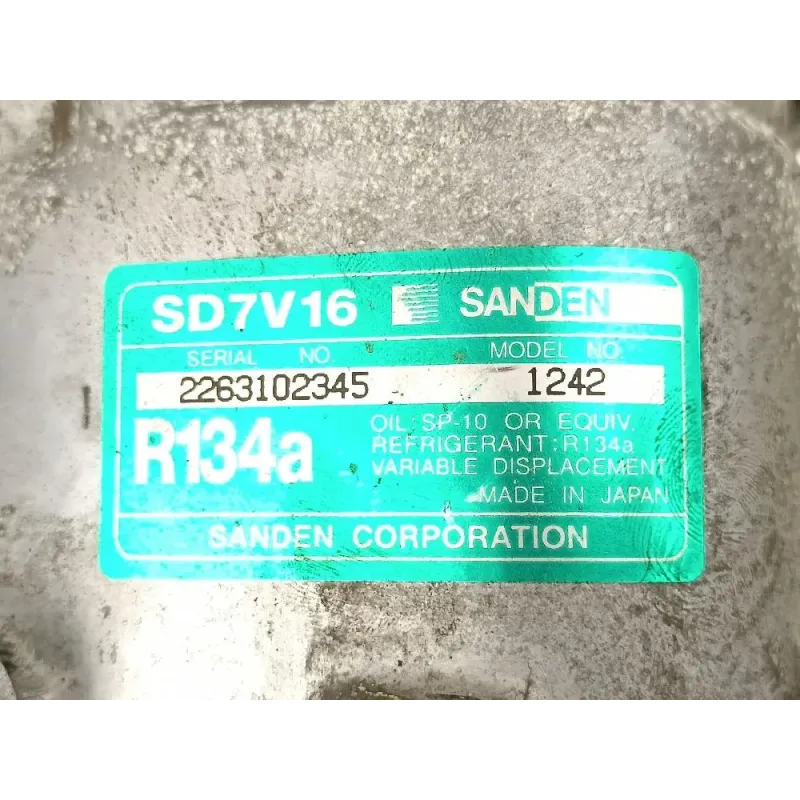 SD7V16 SANDEN
SERIAL NO. MODEL NO.
2263102345 1242
R134a
OIL: SP-10 OR EQUIV.
REFRIGERANT: R134a
VARIABLE DISPLACEMENT
MADE IN JAPAN
SANDEN CORPORATION